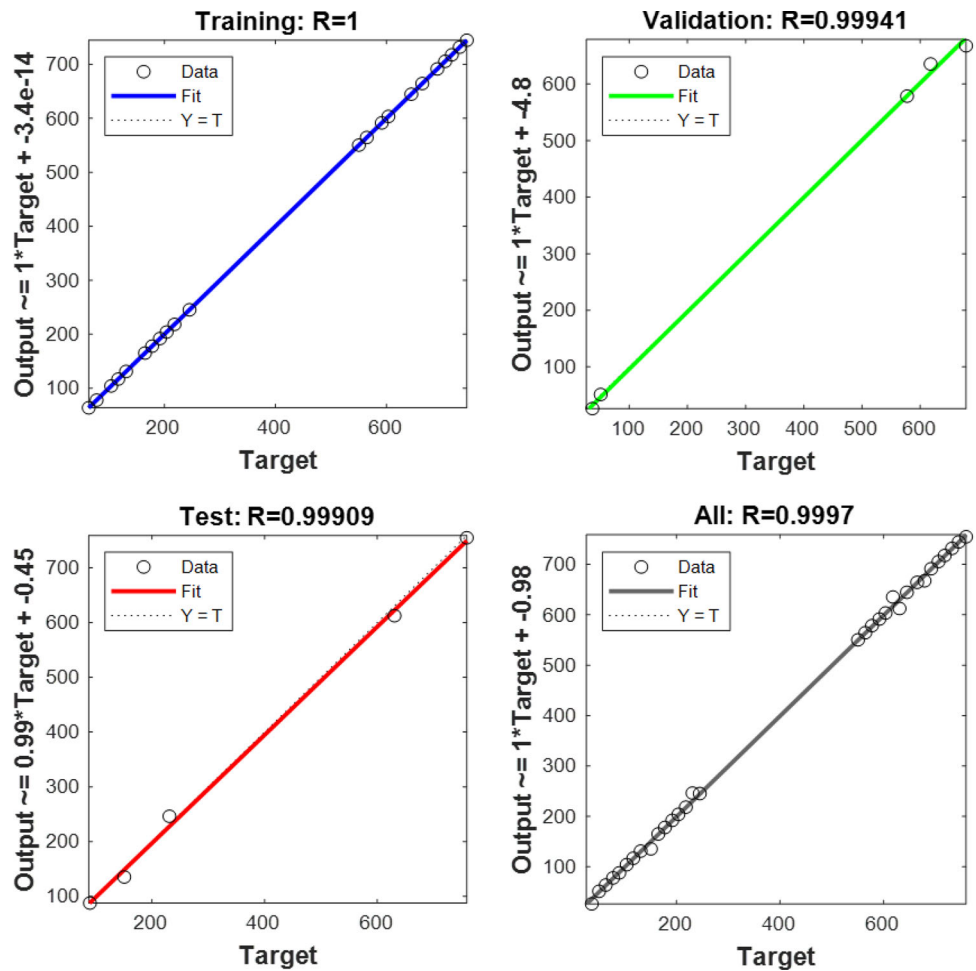 Training: R=1
Output ~= 1*Target + -3.4e-14
700
600
500
400
300
200
100
Data
Fit
Y = T
200
400
600
Target
Validation: R=0.99941
Output ~= 1*Target + -4.8
600
500
400
300
200
100
Data
Fit
Y = T
100
200
300
400
500
600
Target
Test: R=0.99909
Output ~= 0.99*Target + -0.45
700
600
500
400
300
200
100
Data
Fit
Y = T
200
400
600
Target
All: R=0.9997
Output ~= 1*Target + -0.98
700
600
500
400
300
200
100
Data
Fit
Y = T
200
400
600
Target